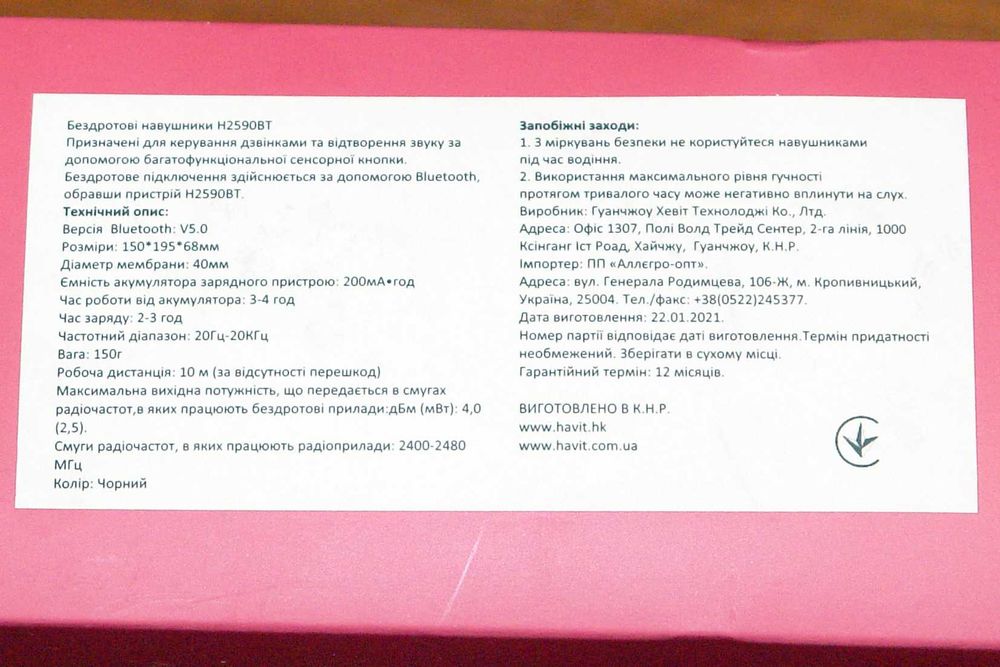 Бездротові навушники H2590BT
Призначені для керування дзвінками та відтворення звуку за
допомогою багатофункціональної сенсорної кнопки.
Бездротове підключення здійснюється за допомогою Bluetooth,
обравши пристрій H2590BT.
Технічний опис:
Версія Bluetooth: V5.0
Розміри: 150*195*68мм
Діаметр мембрани: 40мм
Ємність акумулятора зарядного пристрою: 200мА•год
Час роботи від акумулятора: 3-4 год
Час заряду: 2-3 год
Частотний діапазон: 20Гц-20КГц
Вага: 150г
Робоча дистанція: 10 м (за відсутності перешкод)
Максимальна вихідна потужність, що передається в смугах
радіочастот,в яких працюють бездротові прилади:дБм (мВт): 4,0
(2,5).
Смуги радіочастот, в яких працюють радіоприлади: 2400-2480
МГц
Колір: Чорний
Запобіжні заходи:
1. З міркувань безпеки не користуйтеся навушниками
під час водіння.
2. Використання максимального рівня гучності
протягом тривалого часу може негативно вплинути на слух.
Виробник: Гуанчжоу Хевіт Технолоджі Ко., Лтд.
Адреса: Офіс 1307, Полі Волд Трейд Сентер, 2-га лінія, 1000
Ксінганг Іст Роад, Хайчжу, Гуанчжоу, К.Н.Р.
Імпортер: ПП «Аллєгро-опт».
Адреса: вул. Генерала Родимцева, 106-Ж, м. Кропивницький,
Україна, 25004. Тел./факс: +38(0522)245377.
Дата виготовлення: 22.01.2021.
Номер партії відповідає даті виготовлення.Термін придатності
необмежений. Зберігати в сухому місці.
Гарантійний термін: 12 місяців.
ВИГОТОВЛЕНО В К.Н.Р.
www.havit.hk
www.havit.com.ua